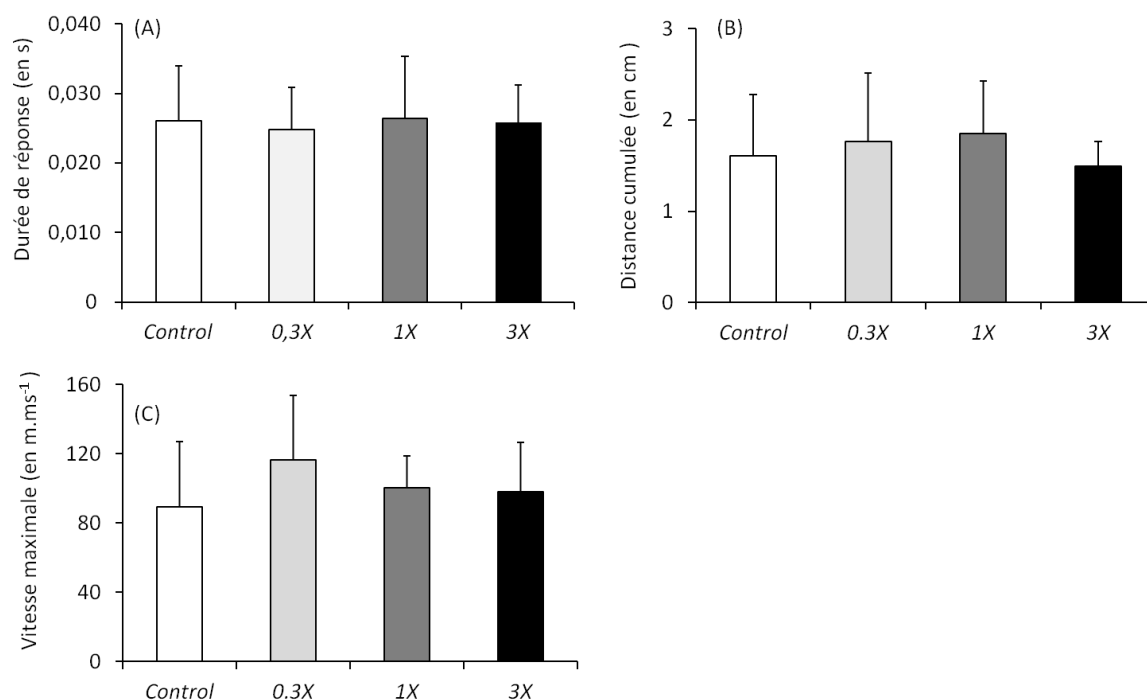 (A)
Durée de réponse (en s)
0,040
0,030
0,020
0,010
0
Control 0,3X 1X 3X
(B)
Distance cumulée (en cm )
3
2
1
0
Control 0.3X 1X 3X
(C)
Vitesse maximale (en m.ms⁻¹ )
160
120
80
40
0
Control 0.3X 1X 3X